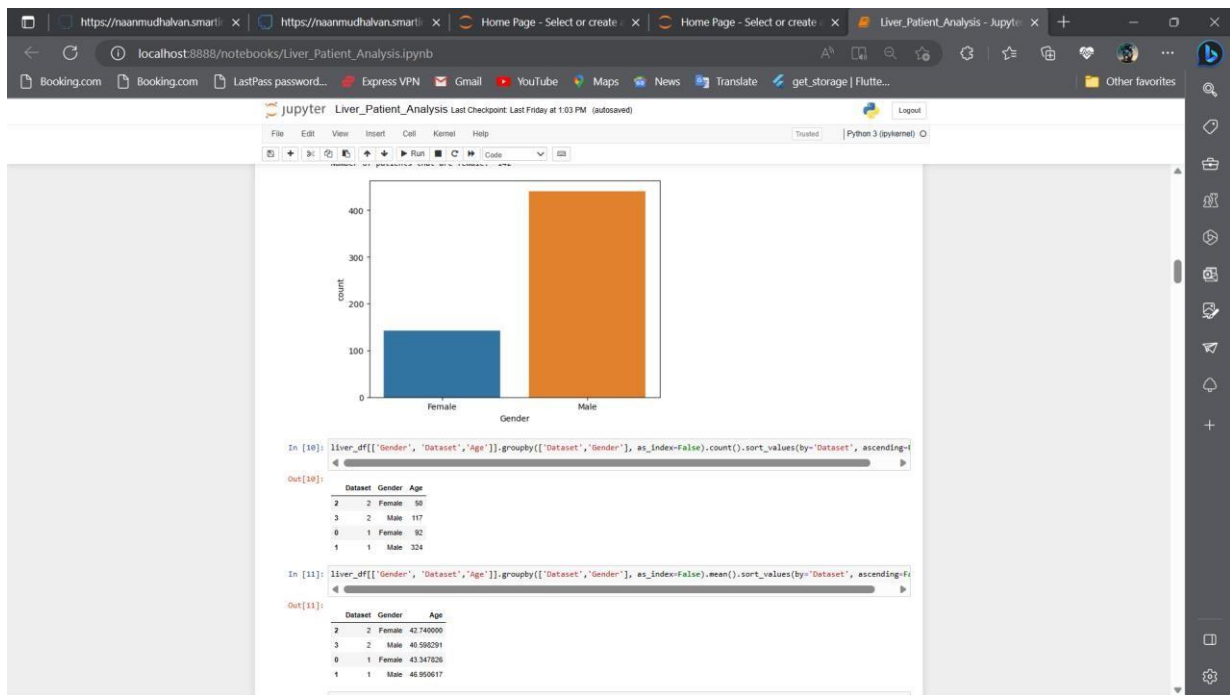 https://naanmudhalvan.smarti
https://naanmudhalvan.smarti
Home Page - Select or create a
Home Page - Select or create a
Liver_Patient_Analysis - Jupyte
localhost:8888/notebooks/Liver_Patient_Analysis.ipynb
Booking.com
Booking.com
LastPass password...
Express VPN
Gmail
YouTube
Maps
News
Translate
get_storage | Flutte...
Other favorites
jupyter Liver_Patient_Analysis Last Checkpoint: Last Friday at 1:03 PM (autosaved)
Logout
File Edit View Insert Cell Kernel Help
Trusted
Python 3 (ipykernel)
Run
Code
Number of patients that are female: 142
400
300
200
100
0
count
Female Male
Gender
In [10]: liver_df[['Gender', 'Dataset','Age']].groupby(['Dataset','Gender'], as_index=False).count().sort_values(by='Dataset', ascending=
Out[10]:
Dataset Gender Age
2 2 Female 50
3 2 Male 117
0 1 Female 92
1 1 Male 324
In [11]: liver_df[['Gender', 'Dataset','Age']].groupby(['Dataset','Gender'], as_index=False).mean().sort_values(by='Dataset', ascending=Fa
Out[11]:
Dataset Gender Age
2 2 Female 42.740000
3 2 Male 40.598291
0 1 Female 43.347826
1 1 Male 46.950617